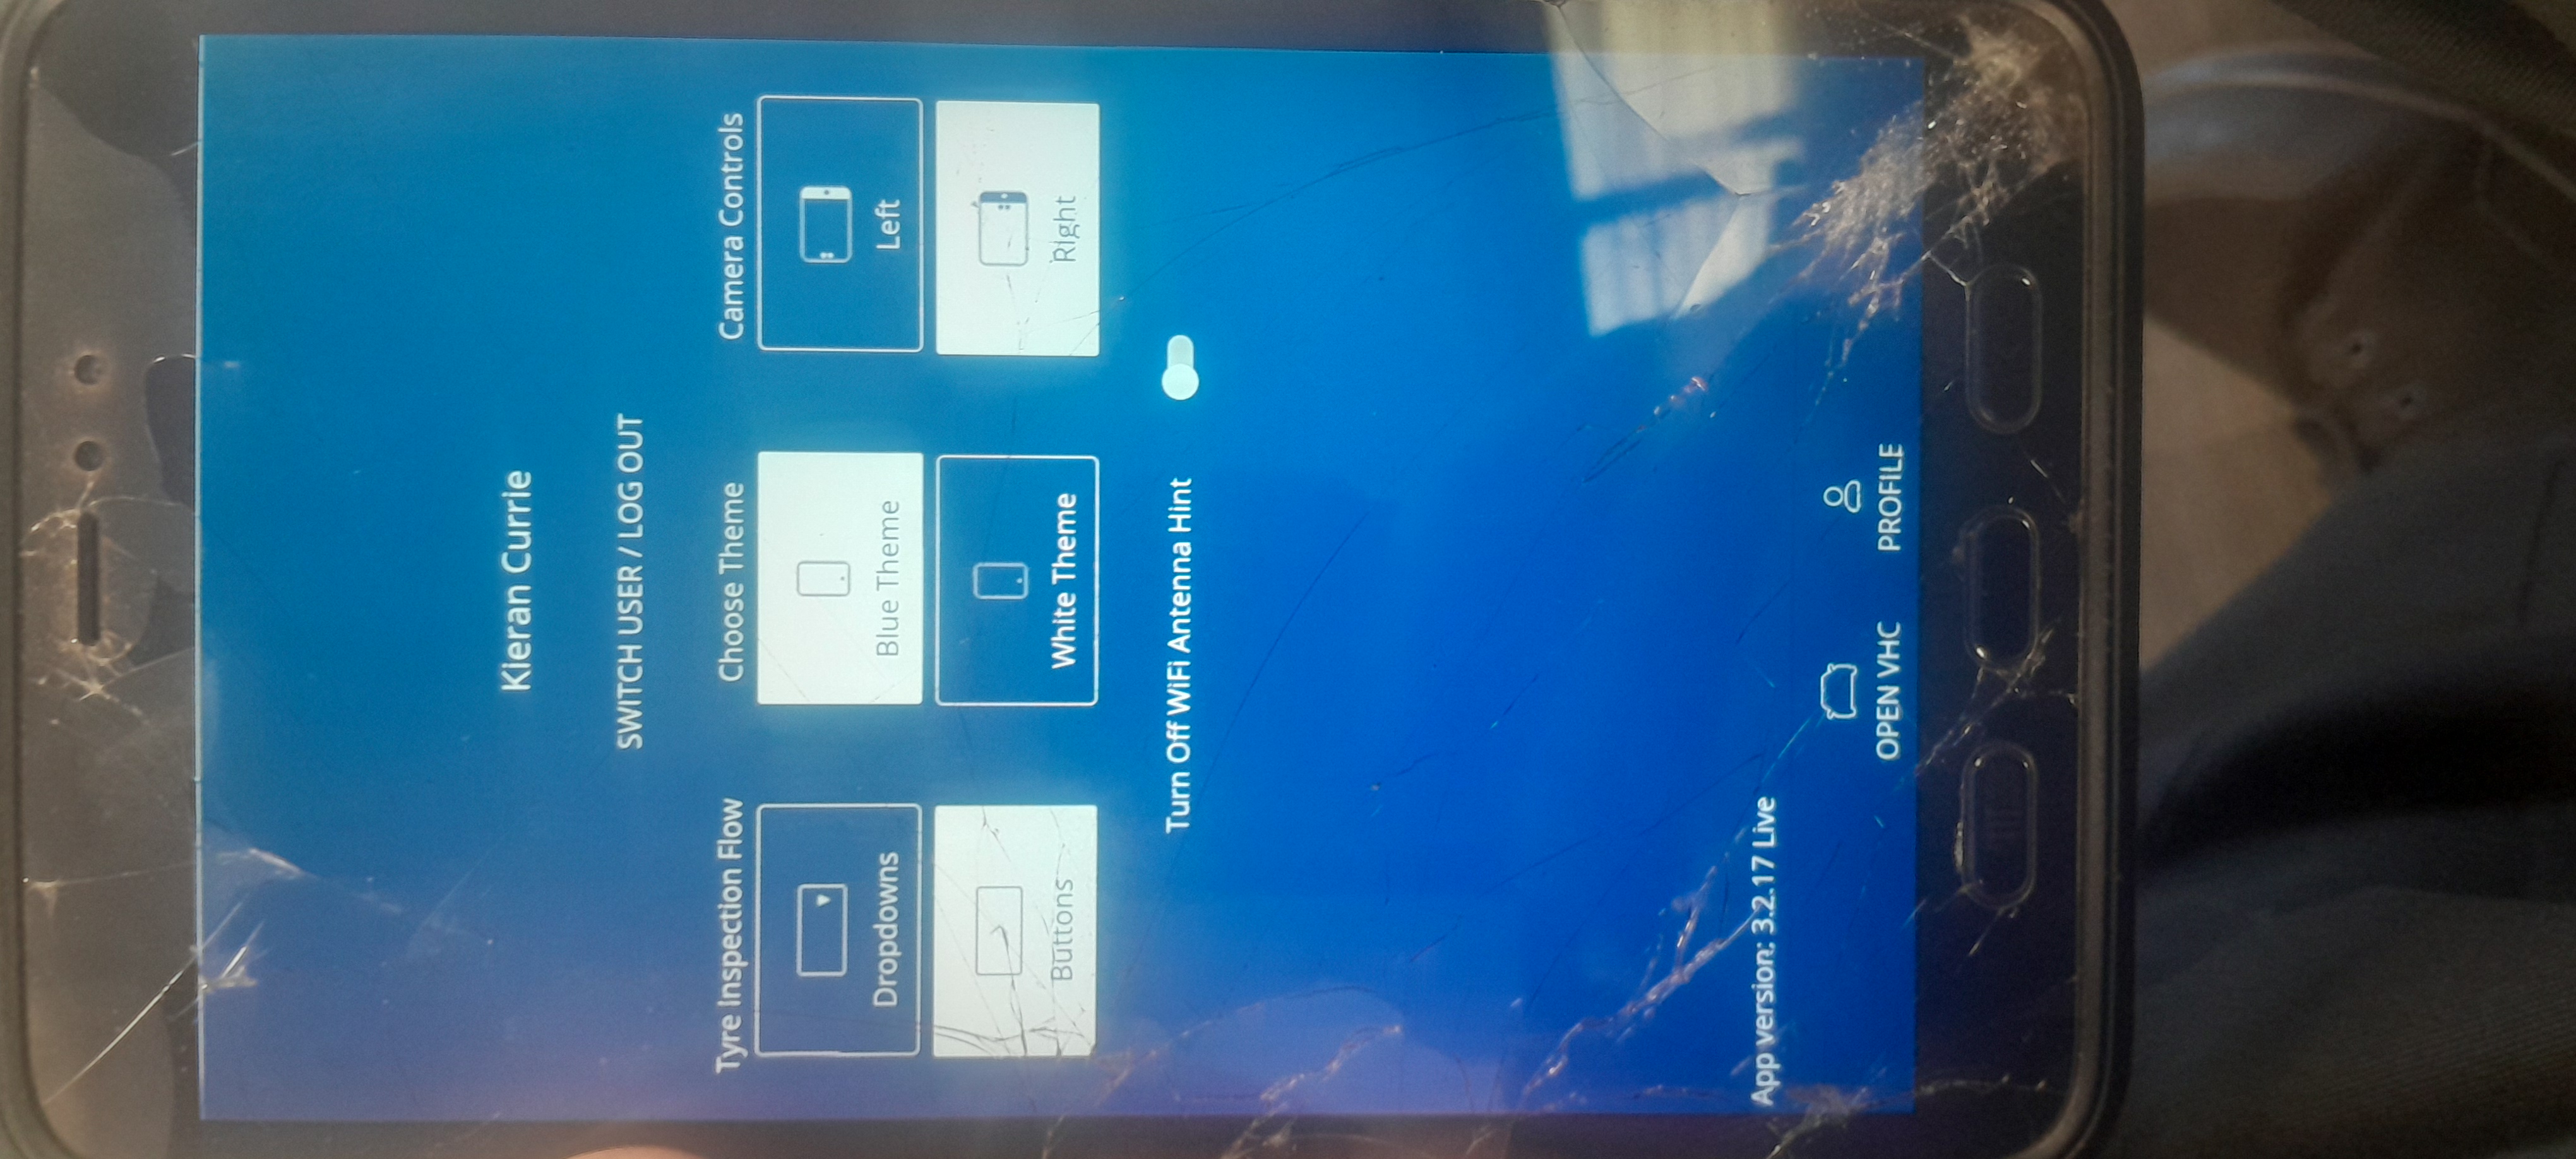 Kieran Currie
SWITCH USER / LOG OUT
Tyre Inspection Flow
Choose Theme
Camera Controls
Dropdowns
Blue Theme
Left
Buttons
White Theme
Right
Turn Off WiFi Antenna Hint
App version: 3.2.17 Live
OPEN VHC
PROFILE